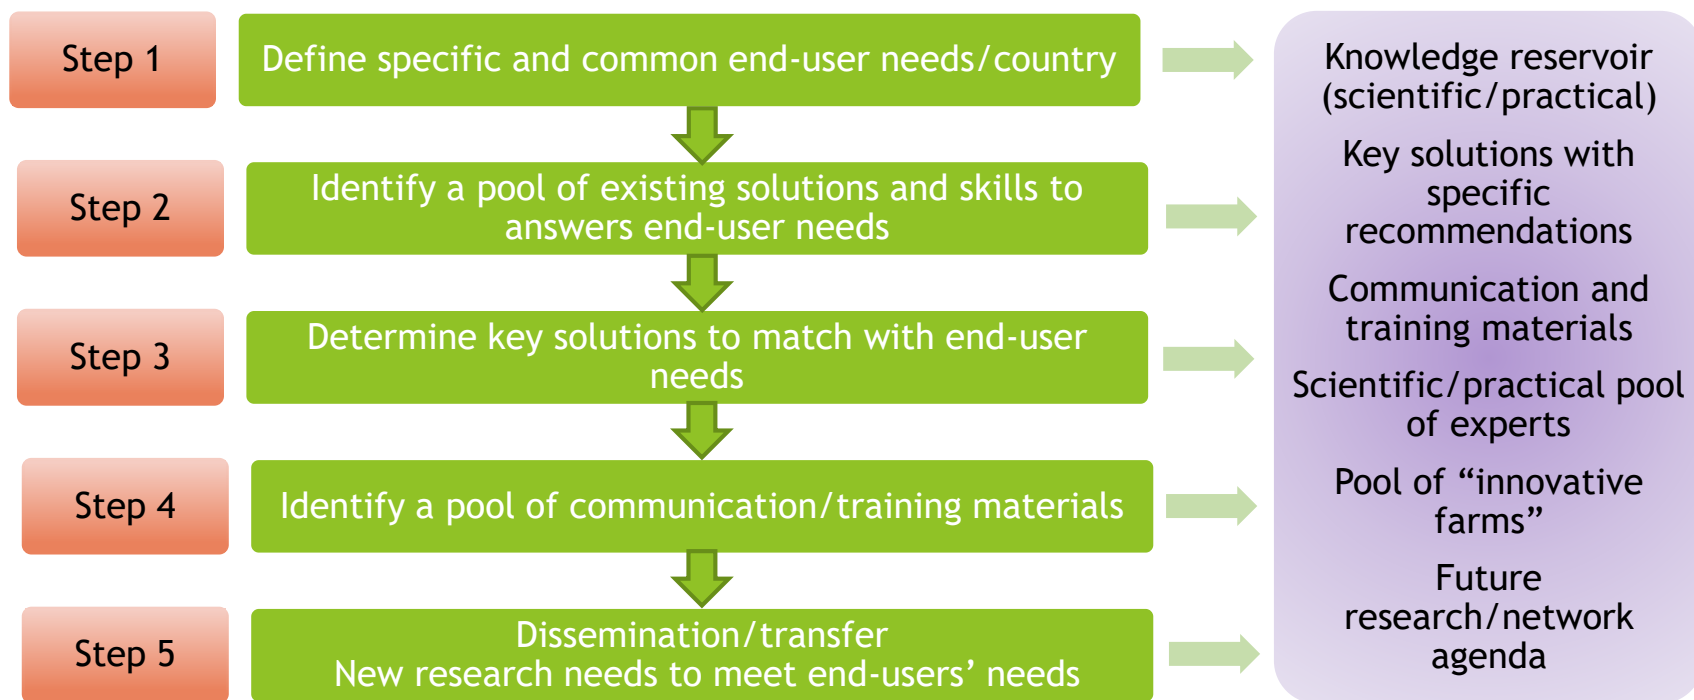 Step 1
Define specific and common end-user needs/country
Step 2
Identify a pool of existing solutions and skills to
answers end-user needs
Step 3
Determine key solutions to match with end-user
needs
Step 4
Identify a pool of communication/training materials
Step 5
Dissemination/transfer
New research needs to meet end-users’ needs
Knowledge reservoir
(scientific/practical)
Key solutions with
specific
recommendations
Communication and
training materials
Scientific/practical pool
of experts
Pool of “innovative
farms”
Future
research/network
agenda